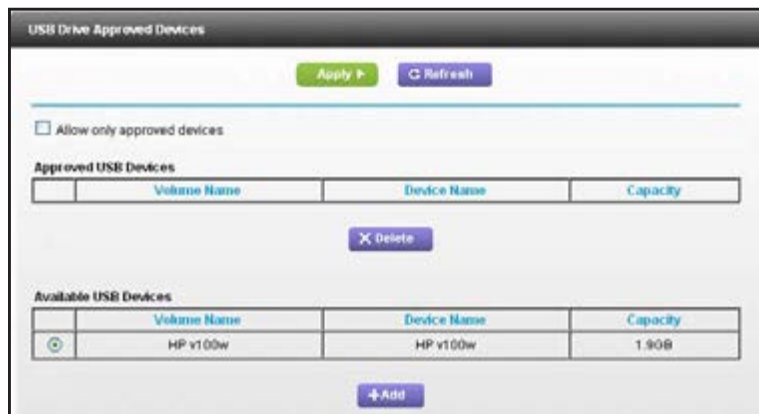 USB Drive Approved Devices
Apply Refresh
Allow only approved devices
Approved USB Devices
Volume Name Device Name Capacity
X Delete
Available USB Devices
Volume Name Device Name Capacity
HP v100w HP v100w 1.9GB
+Add